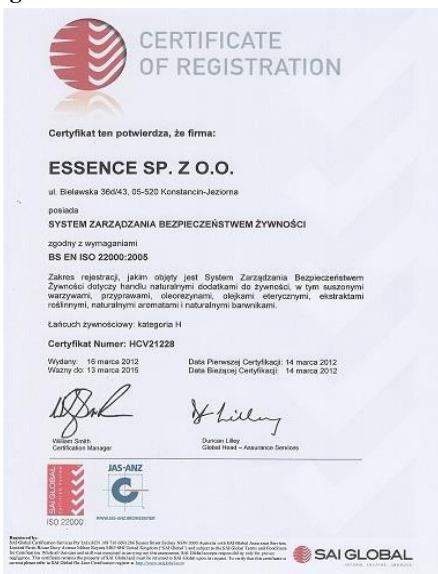 CERTIFICATE
OF REGISTRATION
Certyfikat ten potwierdza, że firma:
ESSENCE SP. Z O.O.
ul. Bielawska 36d/43, 05-520 Konstancin-Jeziorna
posiada
SYSTEM ZARZĄDZANIA BEZPIECZEŃSTWEM ŻYWNOŚCI
zgodny z wymaganiami
BS EN ISO 22000:2005
Zakres rejestracji, jakim objęty jest System Zarządzania Bezpieczeństwem
Żywności dotyczy handlu naturalnymi dodatkami do żywności, w tym suszonymi
warzywami, przyprawami, oleorezynami, olejkami eterycznymi, ekstraktami
roślinnymi, naturalnymi aromatami i naturalnymi barwnikami.
Łańcuch żywnościowy: kategoria H
Certyfikat Numer: HCV21228
Wydany: 16 marca 2012 Data Pierwszej Certyfikacji: 14 marca 2012
Ważny do: 13 marca 2015 Data Bieżącej Certyfikacji: 14 marca 2012
William Smith Duncan Lilley
Certification Manager Global Head – Assurance Services
JAS-ANZ
SAI GLOBAL
ISO 22000
Registered by:
SAI GLOBAL